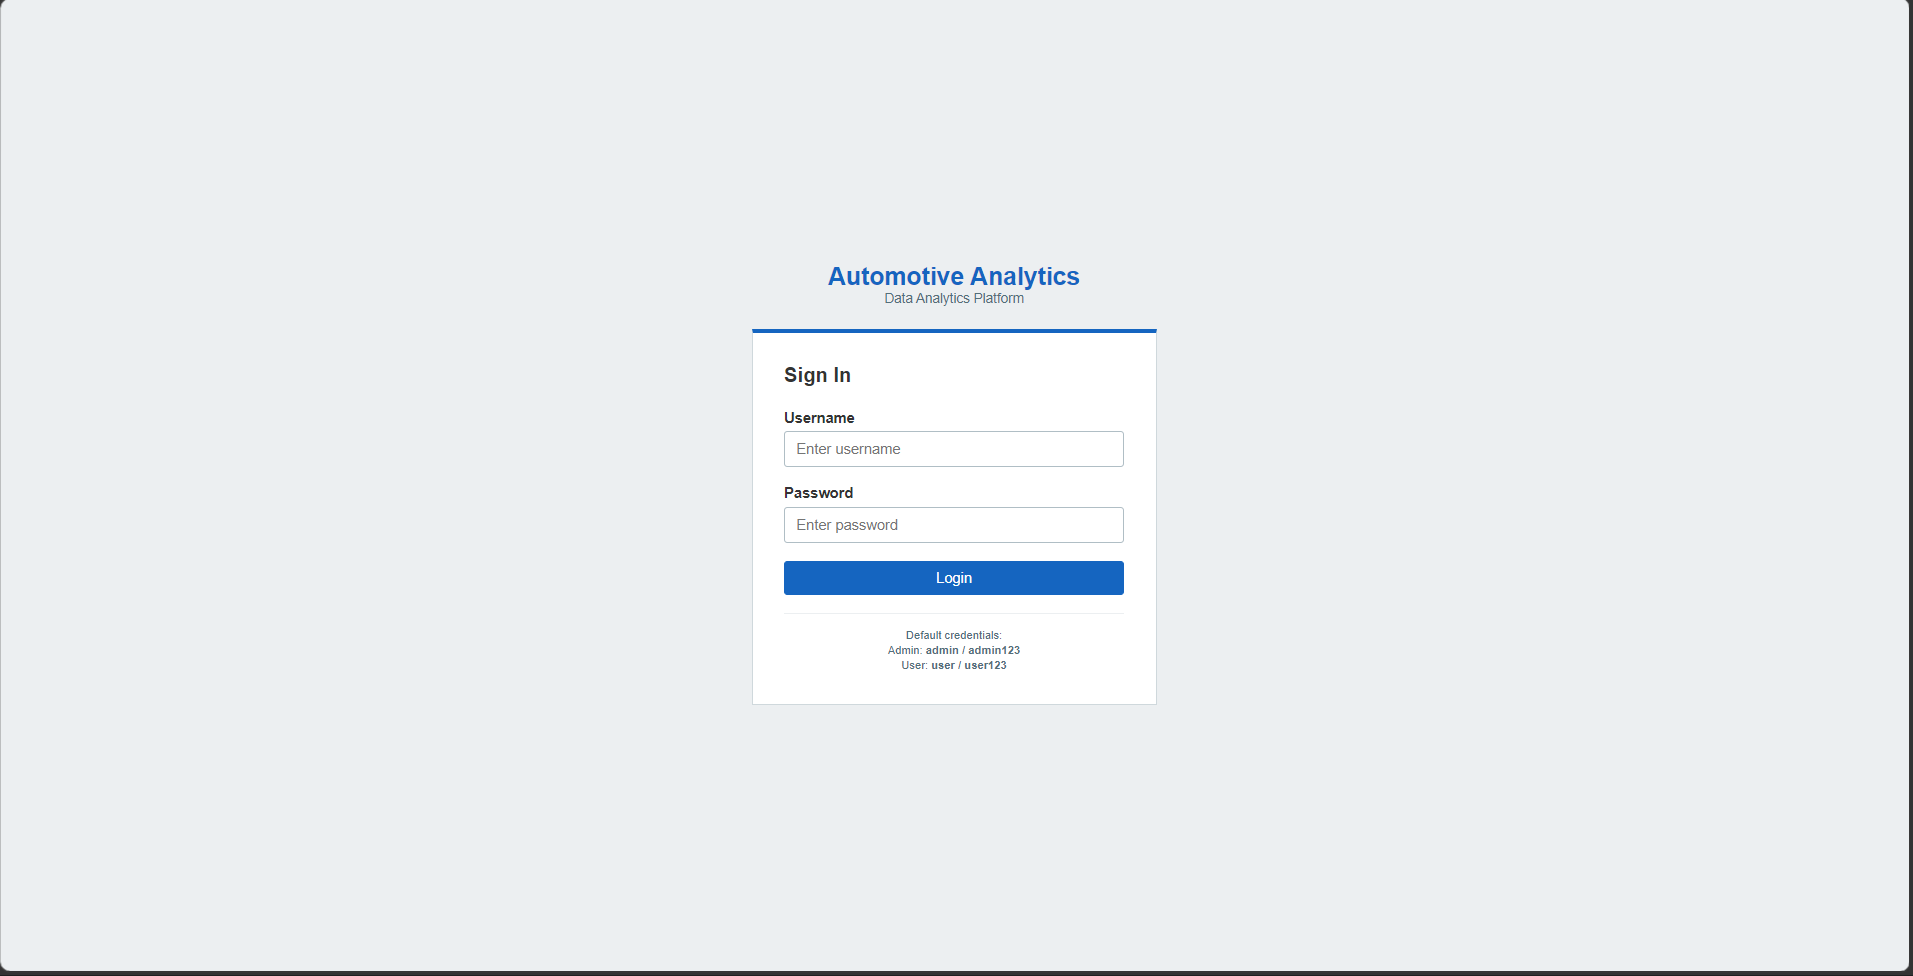 Automotive Analytics
Data Analytics Platform
Sign In
Username
Enter username
Password
Enter password
Login
Default credentials:
Admin: admin / admin123
User: user / user123